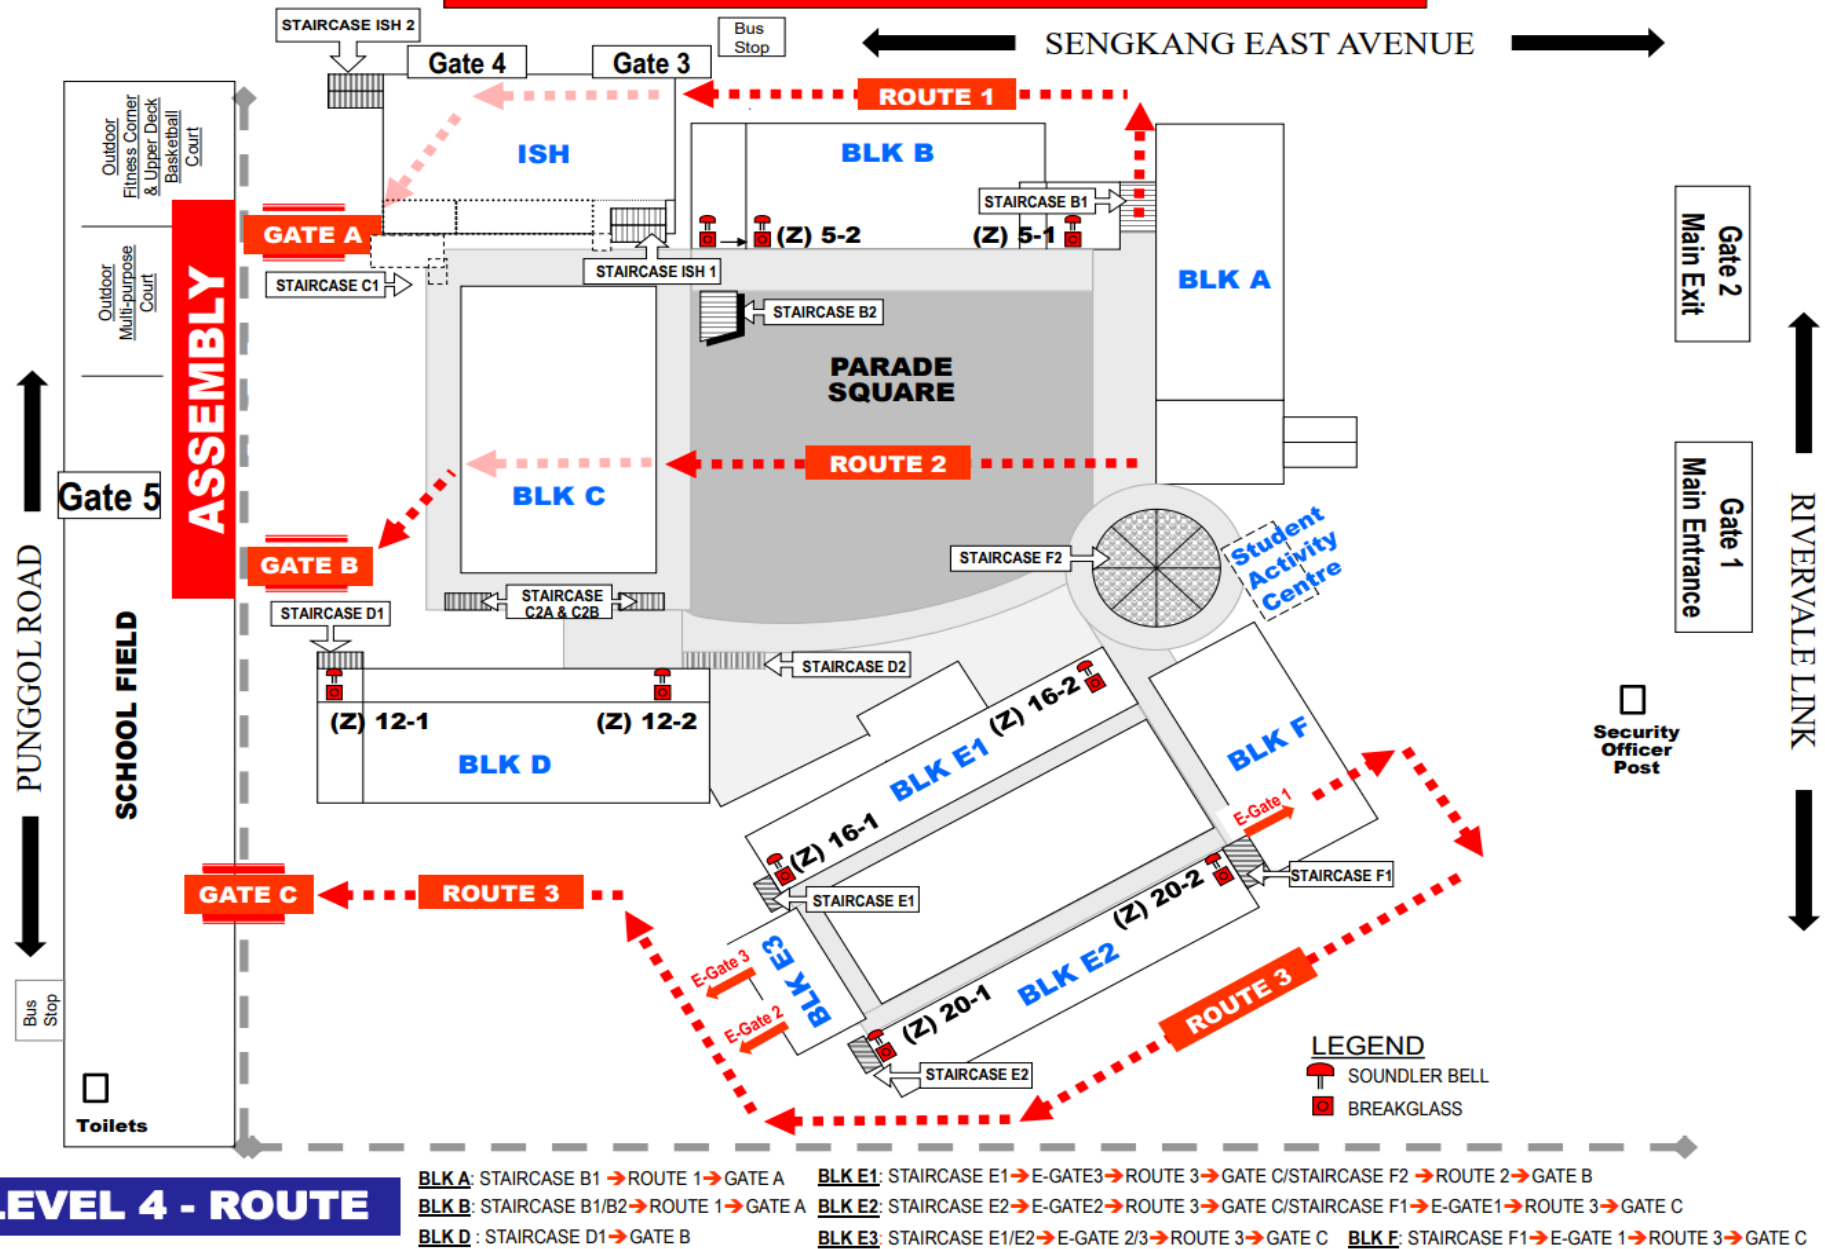 STAIRCASE ISH 2
Bus
Stop
SENGKANG EAST AVENUE
Gate 4
Gate 3
ROUTE 1
Outdoor
Fitness Corner
& Upper Deck
Basketball
Court
ISH
BLK B
STAIRCASE B1
Gate 2
Main Exit
GATE A
(Z) 5-2
(Z) 5-1
Outdoor
Multi-purpose
Court
STAIRCASE C1
STAIRCASE ISH 1
BLK A
STAIRCASE B2
ASSEMBLY
PARADE
SQUARE
ROUTE 2
BLK C
Gate 5
Gate 1
Main Entrance
GATE B
STAIRCASE F2
Student
Activity
Centre
PUNGGOL ROAD
RIVERVALE LINK
STAIRCASE
C2A & C2B
STAIRCASE D1
SCHOOL FIELD
STAIRCASE D2
(Z) 12-1
(Z) 12-2
(Z) 16-2
BLK D
BLK E1
BLK F
Security
Officer
Post
E-Gate 1
(Z) 16-1
GATE C
ROUTE 3
STAIRCASE E1
STAIRCASE F1
(Z) 20-2
BLK E3
E-Gate 3
BLK E2
E-Gate 2
(Z) 20-1
ROUTE 3
Bus
Stop
STAIRCASE E2
LEGEND
SOUNDLER BELL
BREAKGLASS
Toilets
LEVEL 4 - ROUTE
BLK A: STAIRCASE B1 ➔ROUTE 1➔GATE A
BLK B: STAIRCASE B1/B2➔ROUTE 1➔GATE A
BLK D : STAIRCASE D1➔GATE B
BLK E1: STAIRCASE E1➔E-GATE3➔ROUTE 3➔GATE C/STAIRCASE F2 ➔ROUTE 2➔GATE B
BLK E2: STAIRCASE E2➔E-GATE2➔ROUTE 3➔GATE C/STAIRCASE F1➔E-GATE1➔ROUTE 3➔GATE C
BLK E3: STAIRCASE E1/E2➔E-GATE 2/3➔ROUTE 3➔GATE C
BLK F: STAIRCASE F1➔E-GATE 1➔ROUTE 3➔GATE C